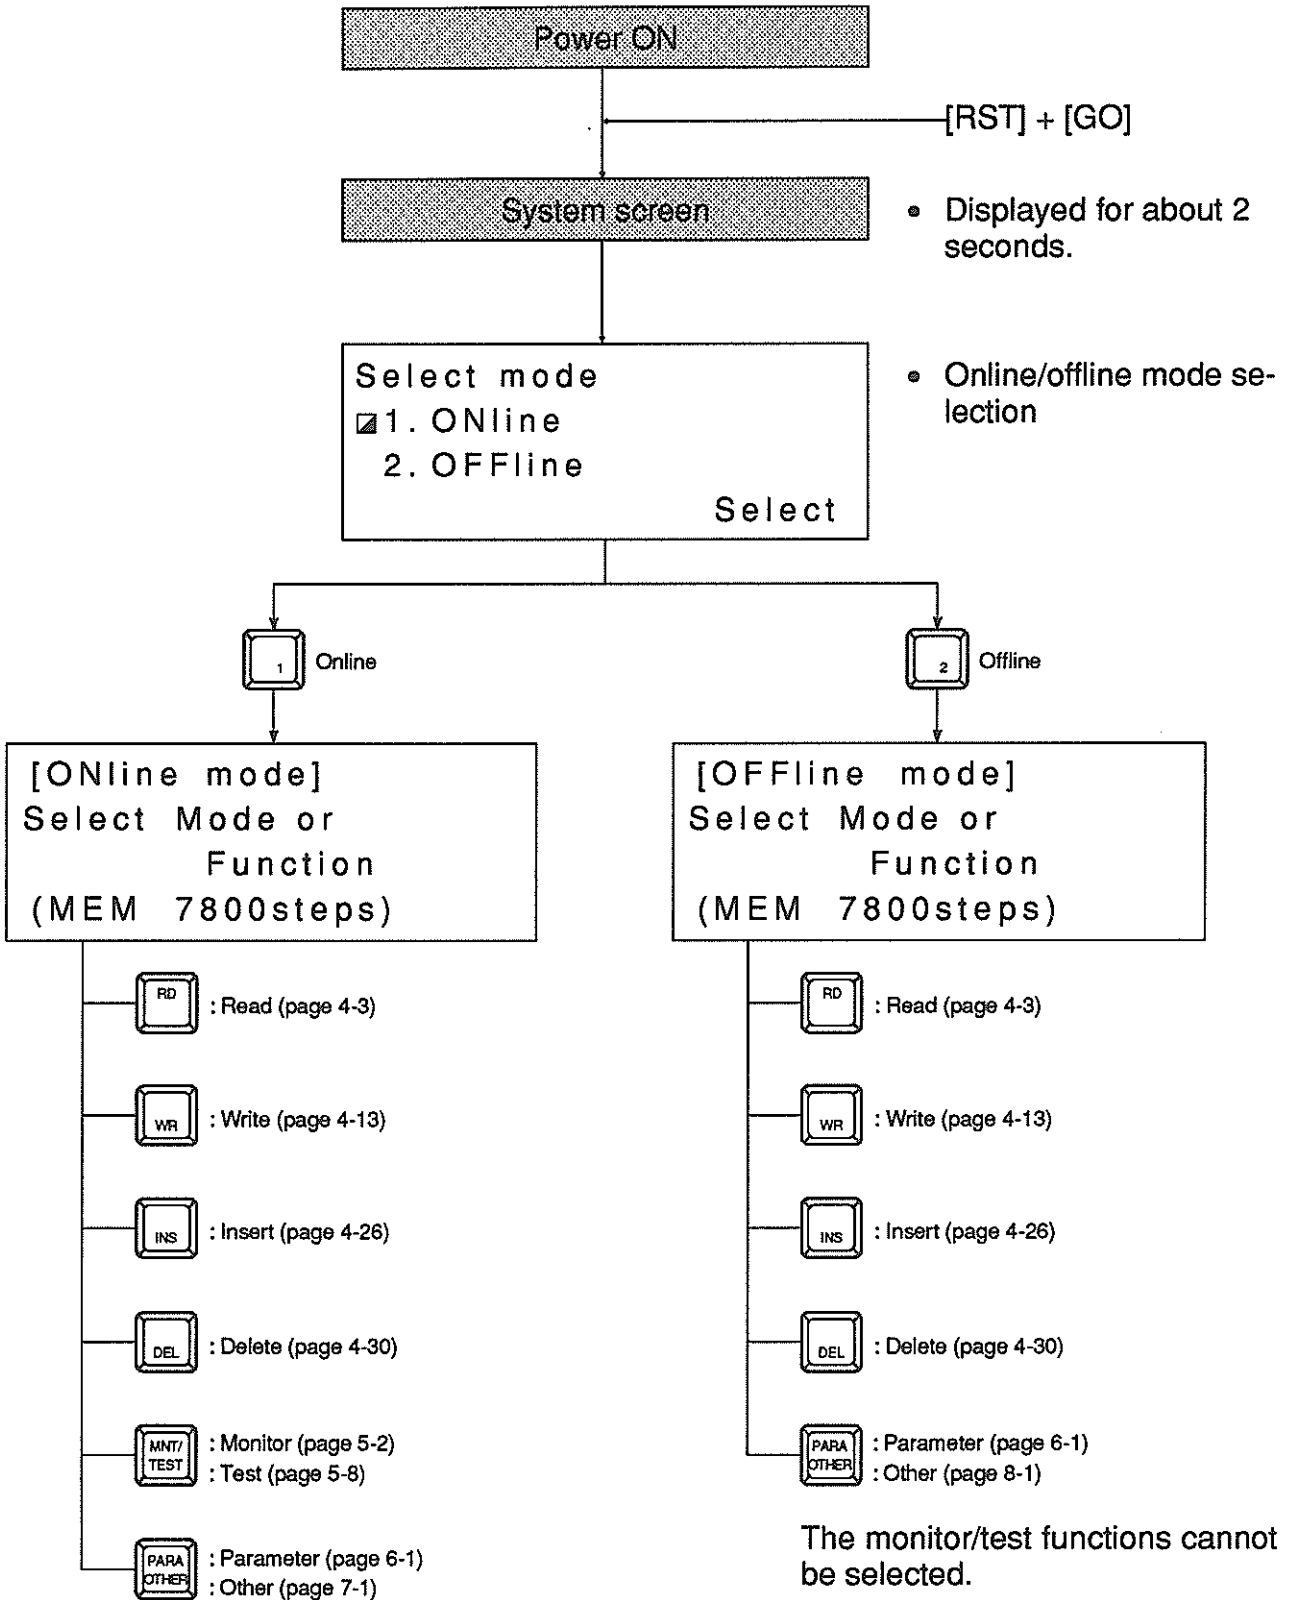 Power ON
[RST] + [GO]
System screen
• Displayed for about 2
seconds.
Select mode
1. ONline
2. OFFline
Select
• Online/offline mode se-
lection
1 Online
2 Offline
[ONline mode]
Select Mode or
Function
(MEM 7800steps)
RD : Read (page 4-3)
WR : Write (page 4-13)
INS : Insert (page 4-26)
DEL : Delete (page 4-30)
MNT/
TEST
: Monitor (page 5-2)
: Test (page 5-8)
PARA
OTHER
: Parameter (page 6-1)
: Other (page 7-1)
[OFFline mode]
Select Mode or
Function
(MEM 7800steps)
RD : Read (page 4-3)
WR : Write (page 4-13)
INS : Insert (page 4-26)
DEL : Delete (page 4-30)
PARA
OTHER
: Parameter (page 6-1)
: Other (page 8-1)
The monitor/test functions cannot
be selected.